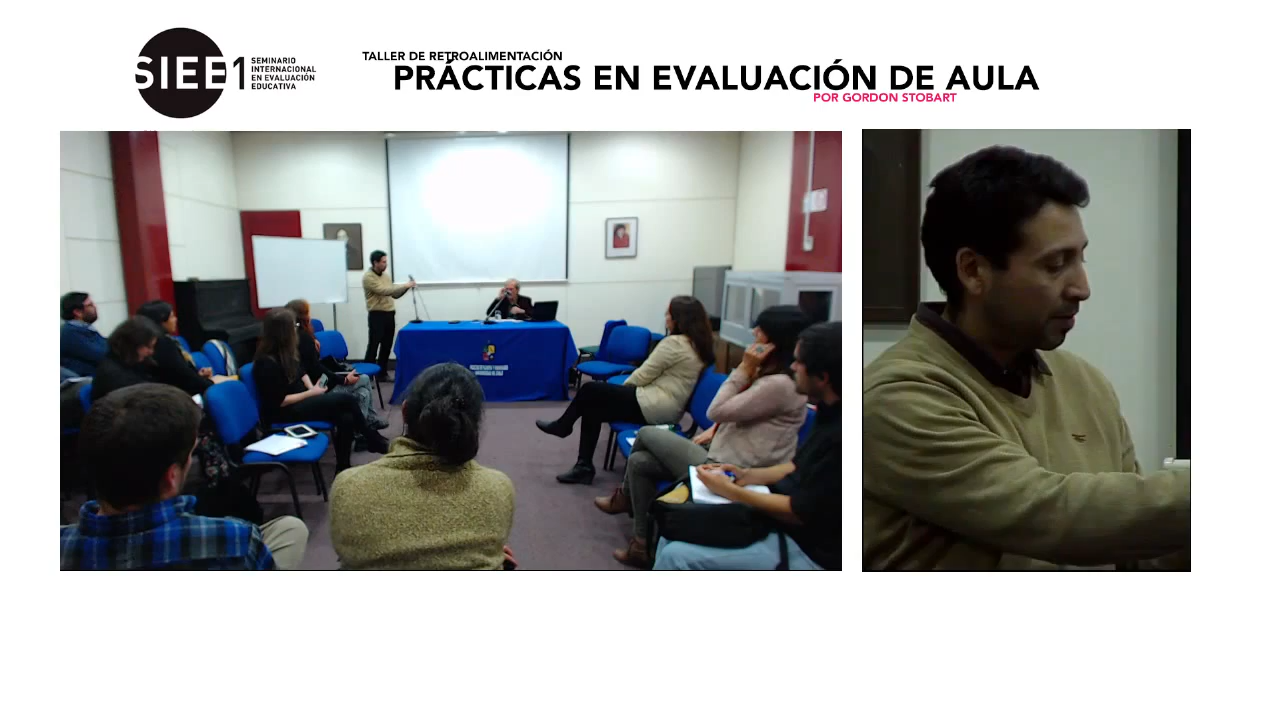 SIEE1
SEMINARIO
INTERNACIONAL
EN EVALUACIÓN
EDUCATIVA
TALLER DE RETROALIMENTACIÓN
PRÁCTICAS EN EVALUACIÓN DE AULA
POR GORDON STOBART